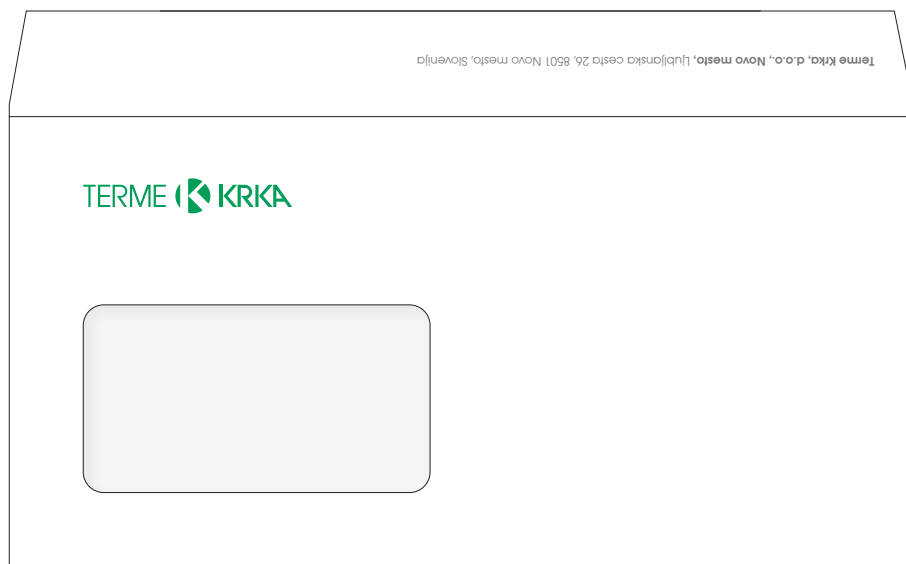 Terme Krka, d.o.o., Novo mesto, Ljubljanska cesta 26, 8501 Novo mesto, Slovenija
TERME KRKA